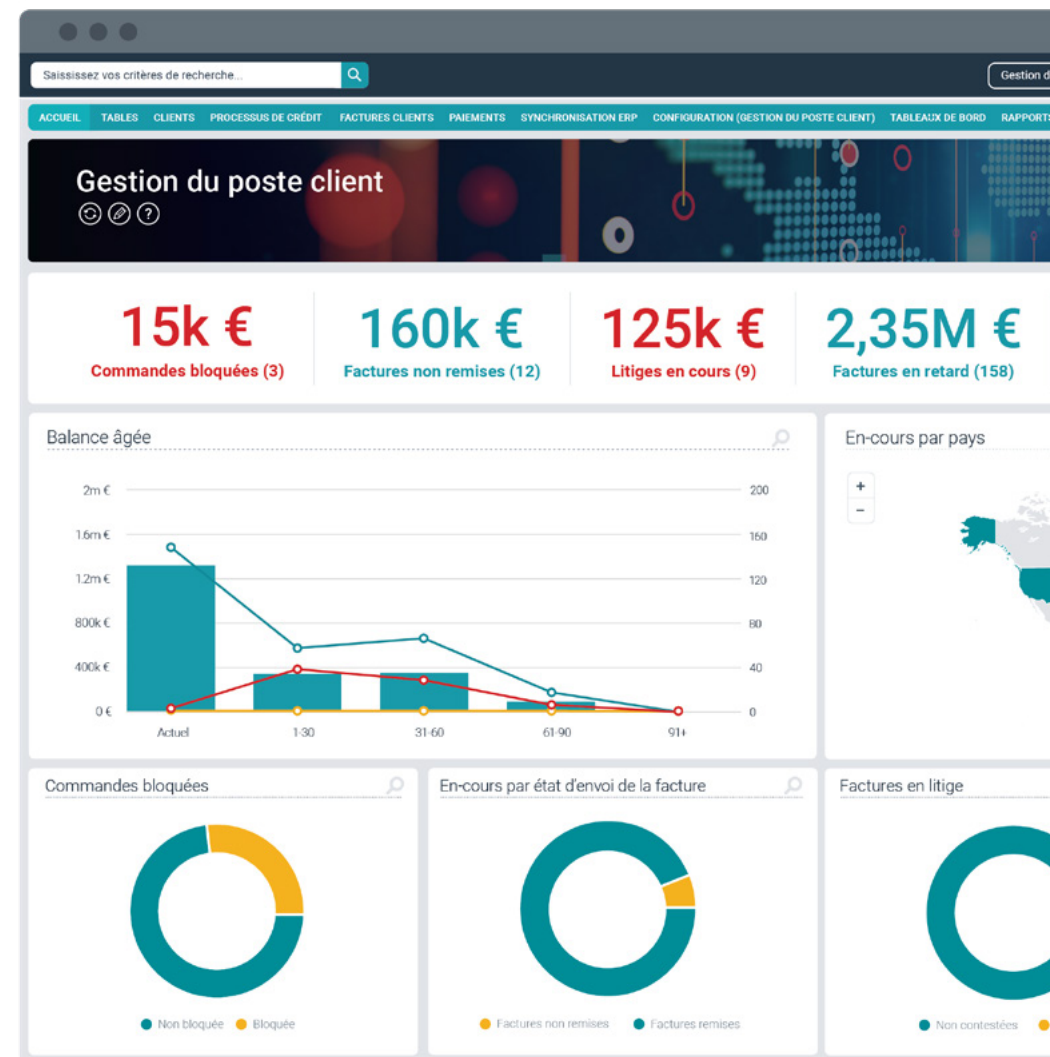 Saississez vos critères de recherche...
Gestion d
ACCUEIL TABLES CLIENTS PROCESSUS DE CRÉDIT FACTURES CLIENTS PAIEMENTS SYNCHRONISATION ERP CONFIGURATION (GESTION DU POSTE CLIENT) TABLEAUX DE BORD RAPPORTS
Gestion du poste client
?
15k € 160k € 125k € 2,35M €
Commandes bloquées (3) Factures non remises (12) Litiges en cours (9) Factures en retard (158)
Balance âgée
En-cours par pays
2m € 200
+
-
1.6m € 160
1.2m € 120
800k € 80
400k € 40
0 € 0
Actuel 1-30 31-60 61-90 91+
Commandes bloquées
En-cours par état d'envoi de la facture
Factures en litige
Non bloquée Bloquée
Factures non remises Factures remises
Non contestées